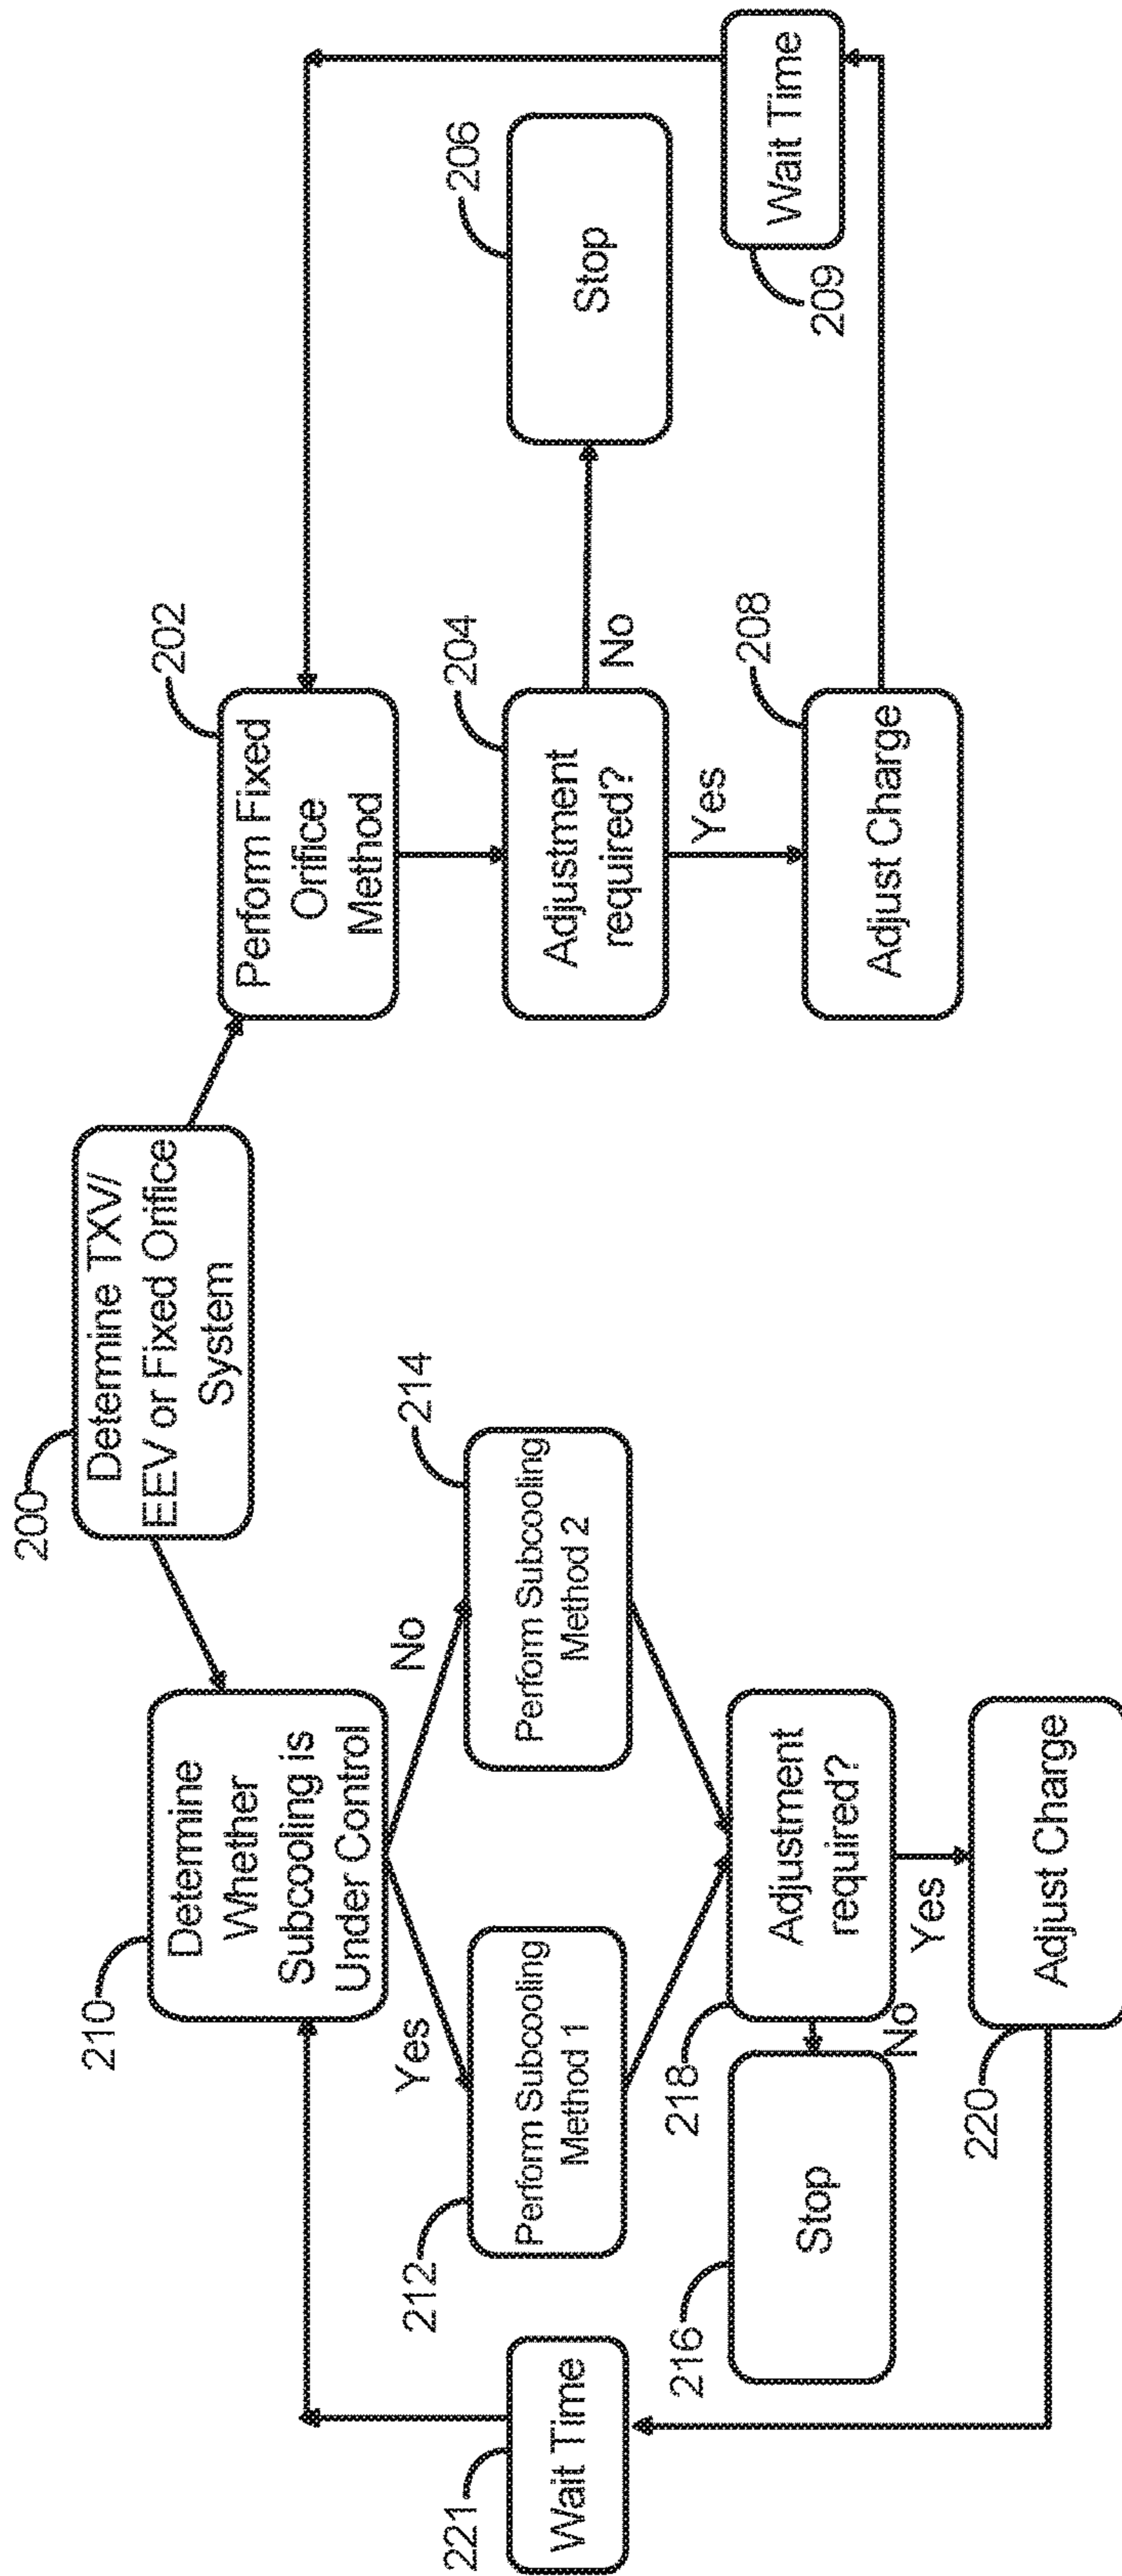 200
Determine TXV/
EEV or Fixed Orifice
System
210
Determine
Whether
Subcooling is
Under Control
Yes
No
212
Perform Subcooling
Method 1
214
Perform Subcooling
Method 2
218
Adjustment
required?
No
216
Stop
Yes
220
Adjust Charge
221
Wait Time
202
Perform Fixed
Orifice
Method
204
Adjustment
required?
No
206
Stop
Yes
208
Adjust Charge
209
Wait Time